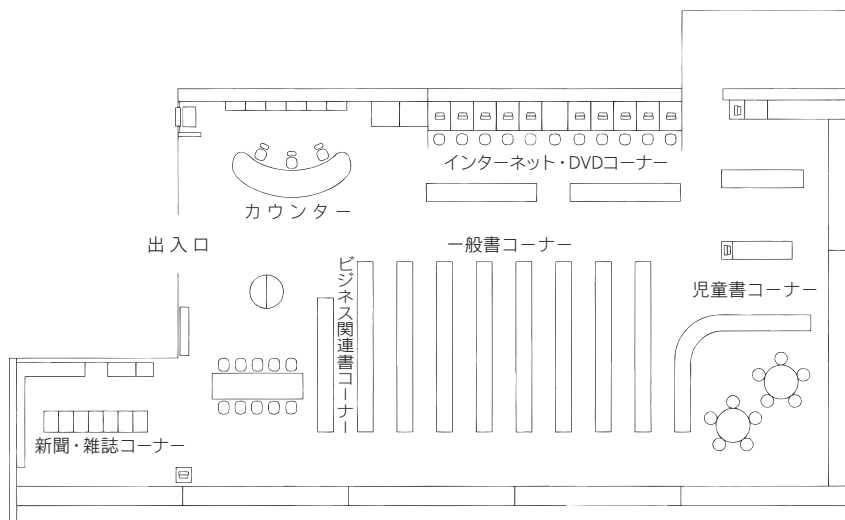 インターネット・DVDコーナー
カウンター
出入口
一般書コーナー
ビジネス関連書コーナー
児童書コーナー
新聞・雑誌コーナー